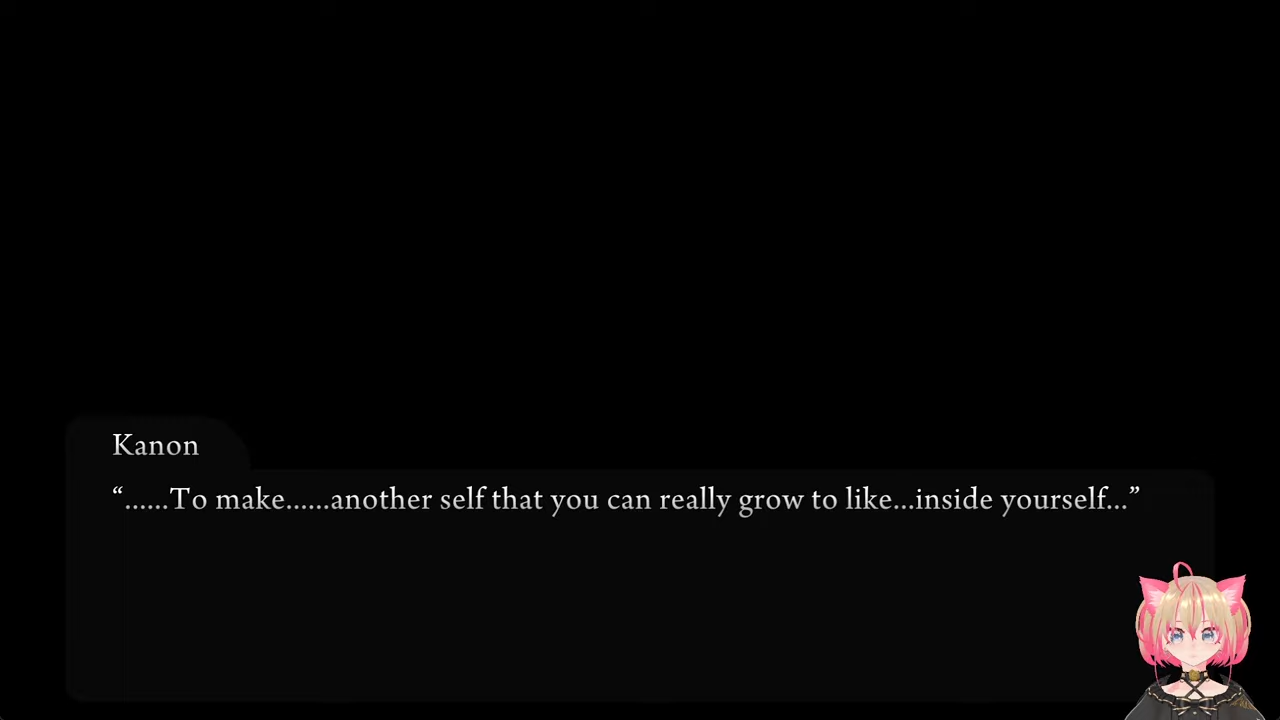 Kanon
“......To make......another self that you can really grow to like...inside yourself...”